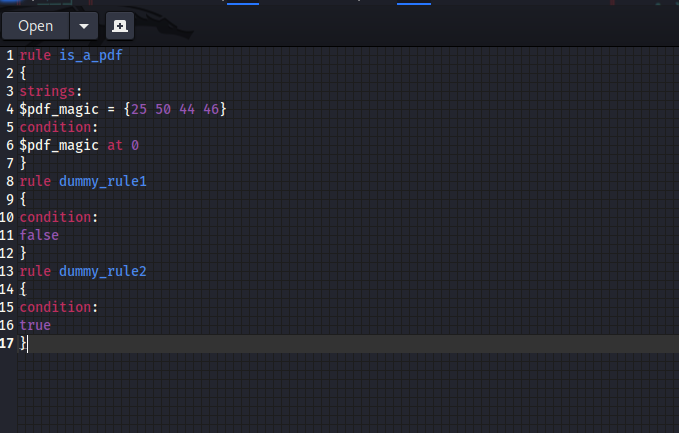 Open
1 rule is_a_pdf
2 {
3 strings:
4 $pdf_magic = {25 50 44 46}
5 condition:
6 $pdf_magic at 0
7 }
8 rule dummy_rule1
9 {
10 condition:
11 false
12 }
13 rule dummy_rule2
14 {
15 condition:
16 true
17 }